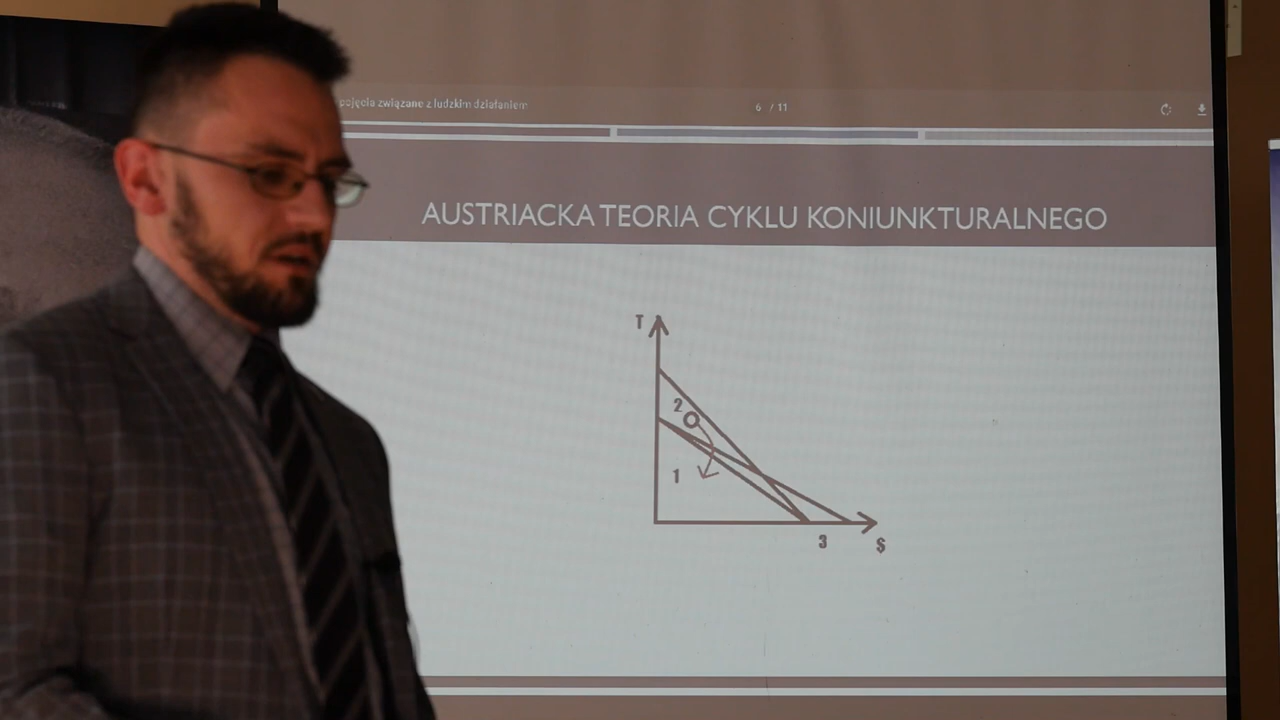 pojęcia związane z ludzkim działaniem
6 / 11
AUSTRIACKA TEORIA CYKLU KONIUNKTURALNEGO
T
2
1
3
$